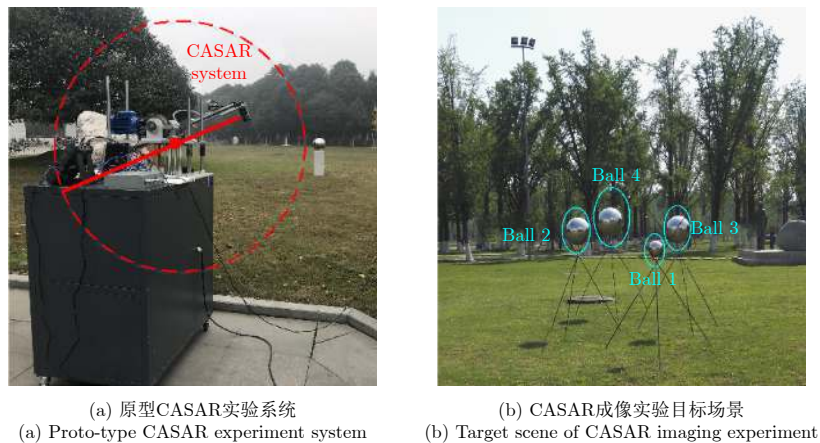 CASAR
system
Ball 4
Ball 2
Ball 3
Ball 1
(a) 原型CASAR实验系统
(a) Proto-type CASAR experiment system
(b) CASAR成像实验目标场景
(b) Target scene of CASAR imaging experiment